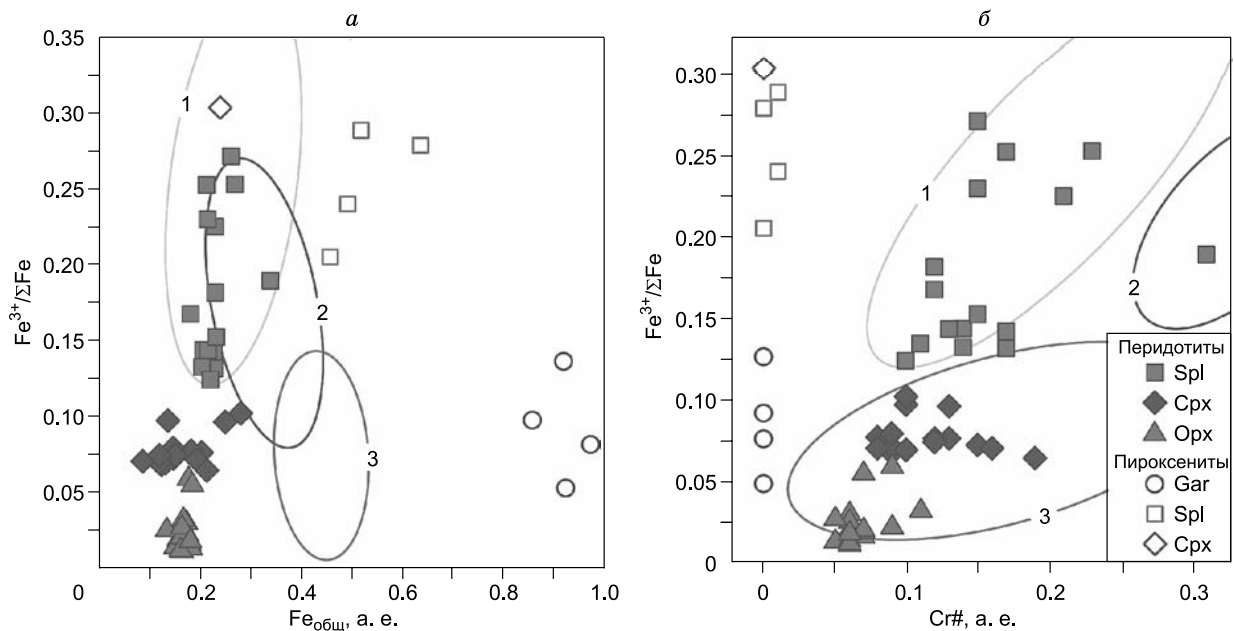 а
0.35
0.30
0.25
0.20
0.15
0.10
0.05
0
0.2
0.4
0.6
0.8
1.0
Fe³⁺/ΣFe
Feобщ, а. е.
1
2
3
б
0.30
0.25
0.20
0.15
0.10
0.05
0
0
0.1
0.2
0.3
Fe³⁺/ΣFe
Cr#, а. е.
1
2
3
Перидотиты
Spl
Cpx
Opx
Пироксениты
Gar
Spl
Cpx